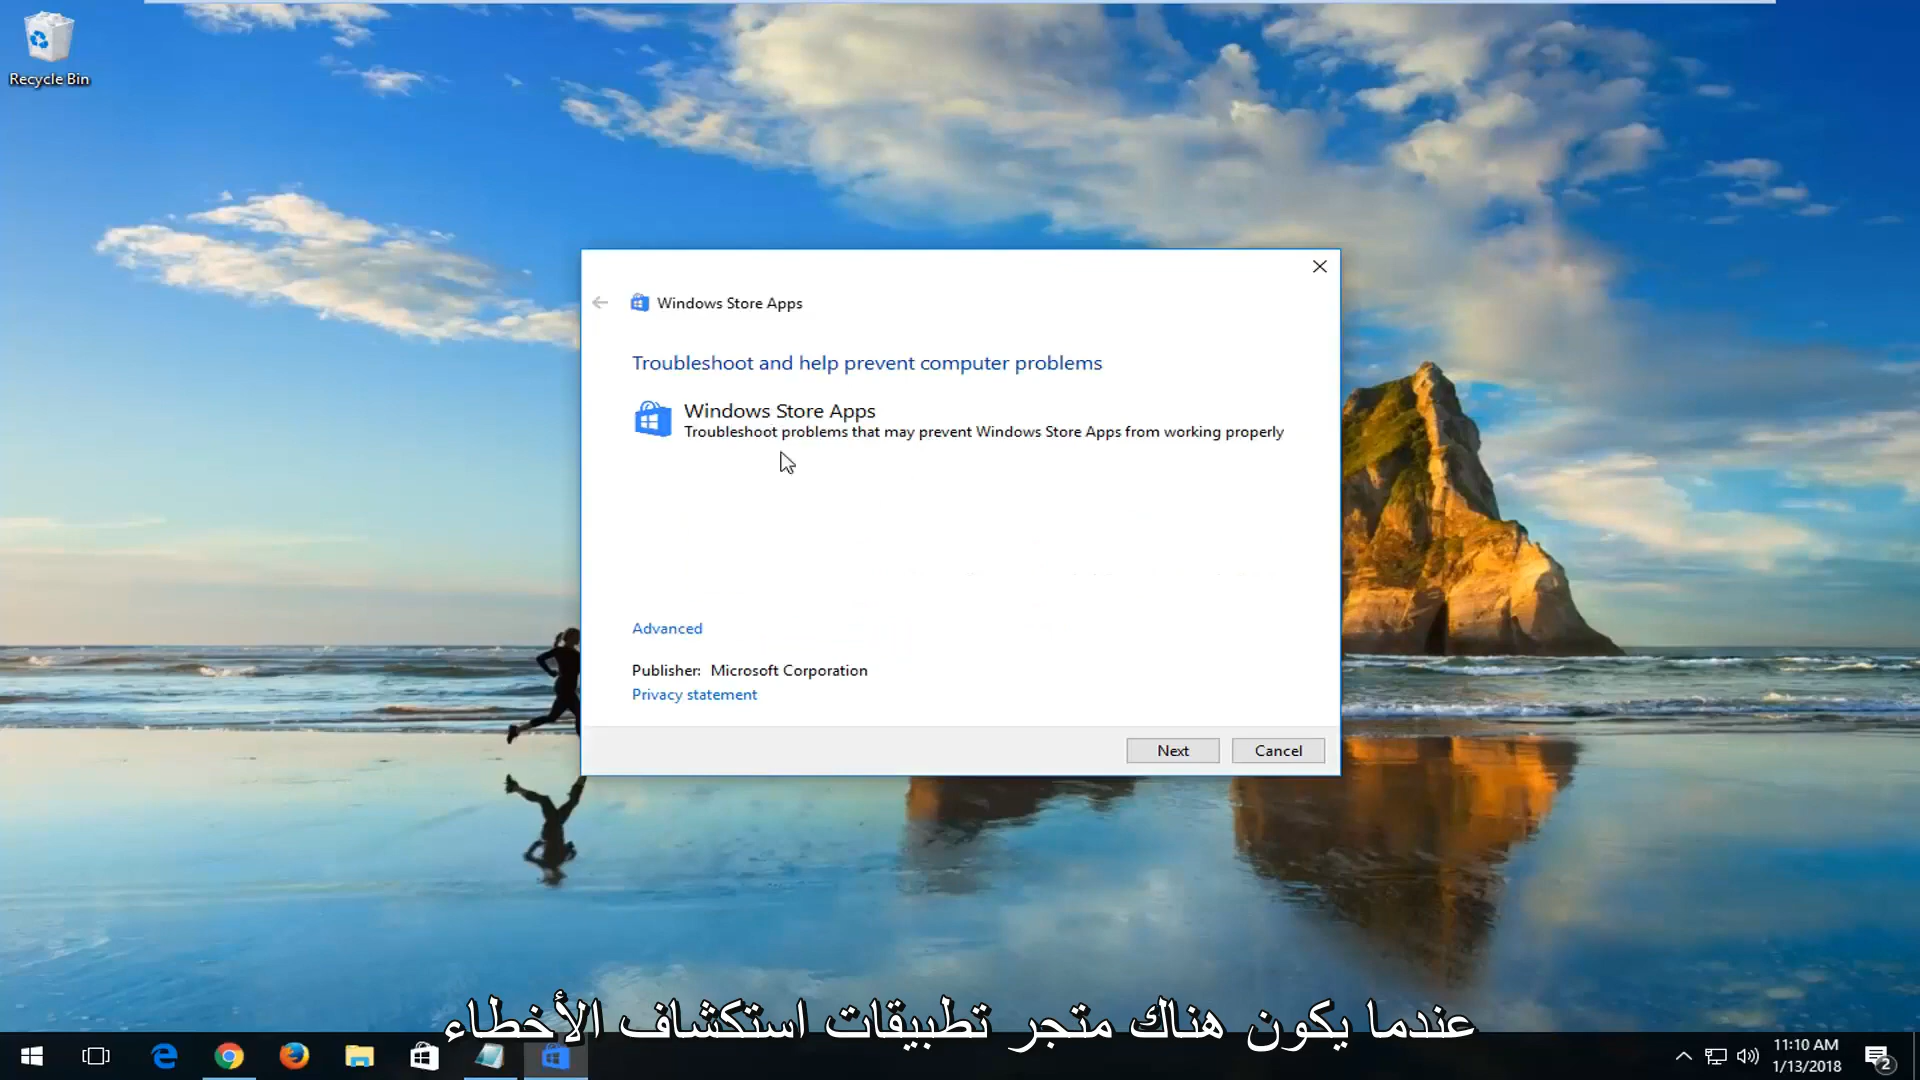 Recycle Bin
Windows Store Apps
Troubleshoot and help prevent computer problems
Windows Store Apps
Troubleshoot problems that may prevent Windows Store Apps from working properly
Advanced
Publisher: Microsoft Corporation
Privacy statement
Next
Cancel
عندما يكون هناك متجر تطبيقات استكشاف الأخطاء
11:10 AM
1/13/2018
2